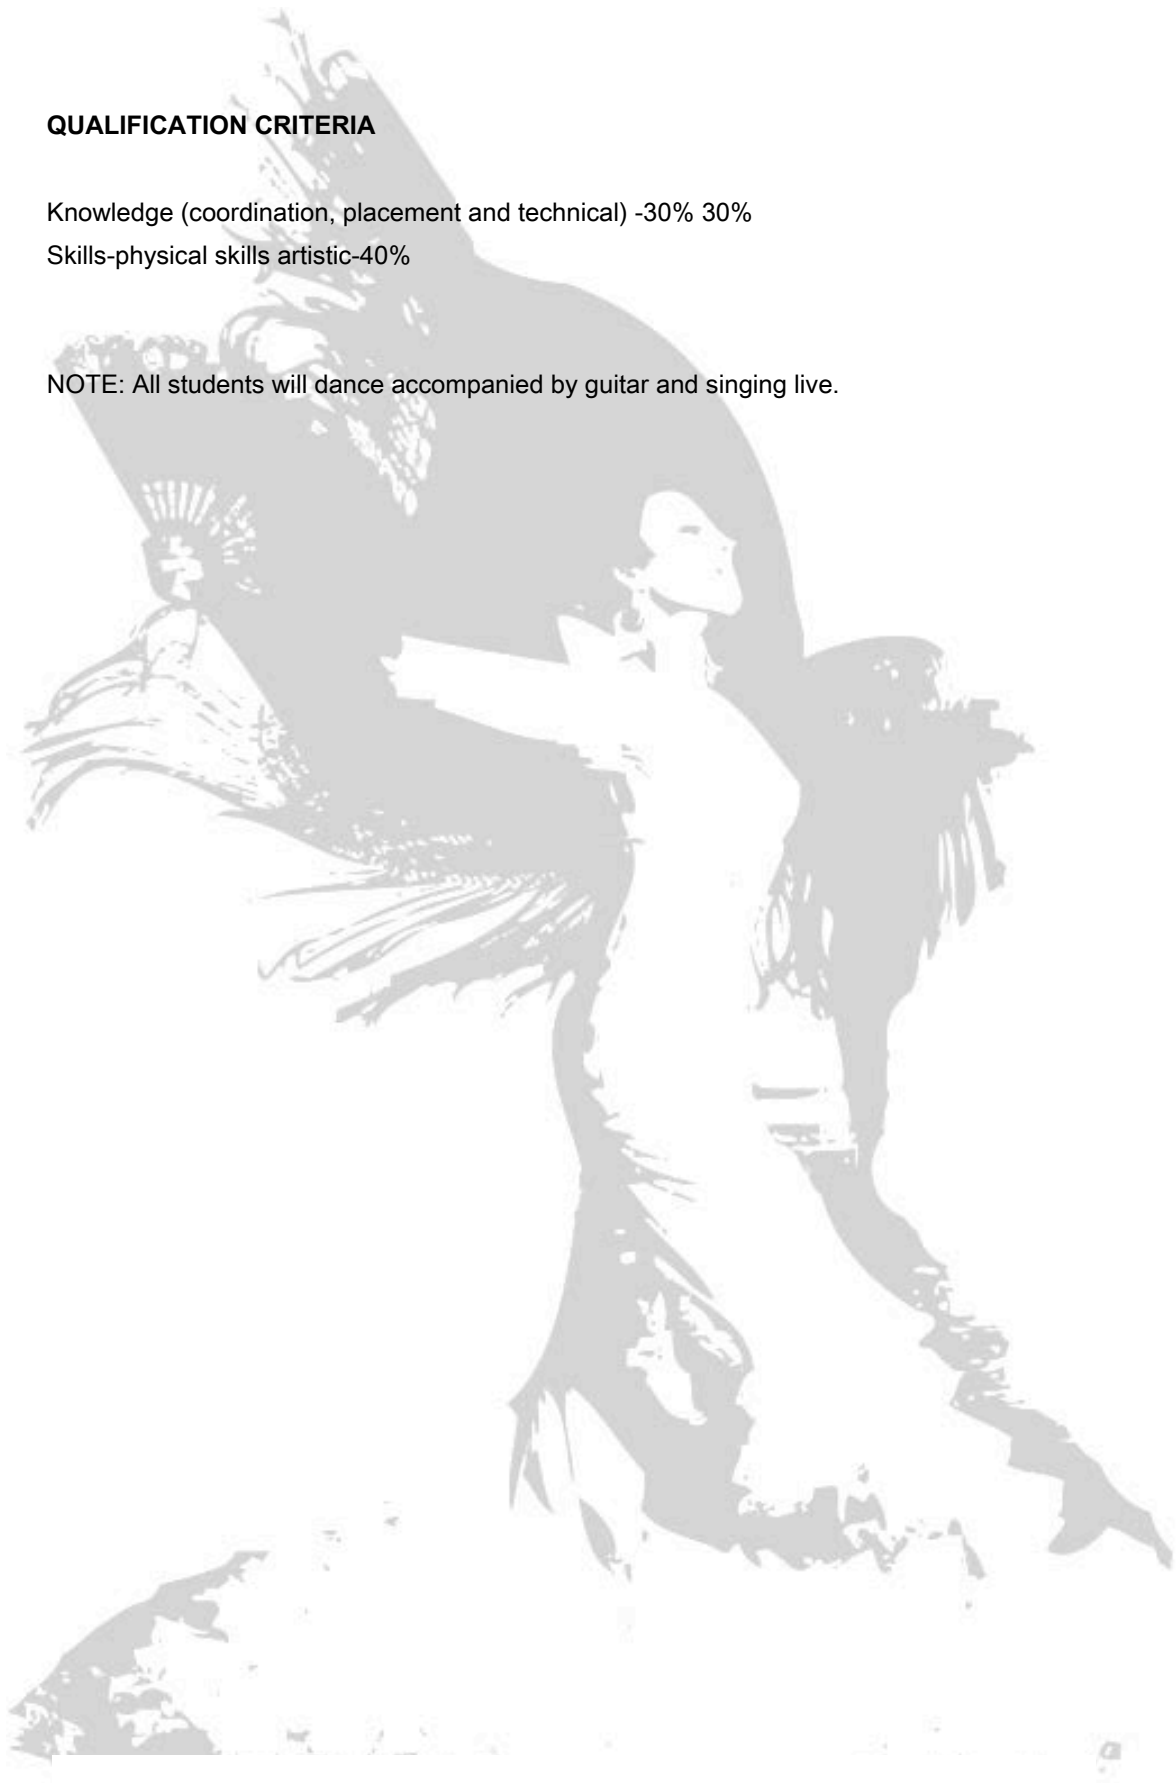 QUALIFICATION CRITERIA
Knowledge (coordination, placement and technical) -30% 30%
Skills-physical skills artistic-40%
NOTE: All students will dance accompanied by guitar and singing live.